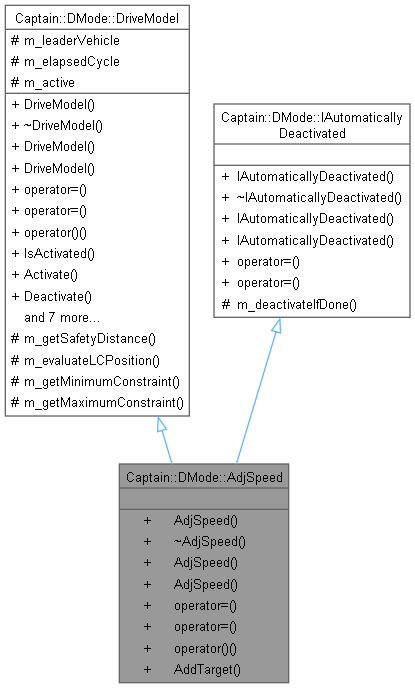 Captain::DMode::DriveModel
# m_leaderVehicle
# m_elapsedCycle
# m_active
+ DriveModel()
+ ~DriveModel()
+ DriveModel()
+ DriveModel()
+ operator=()
+ operator=()
+ operator()()
+ IsActivated()
+ Activate()
+ Deactivate()
and 7 more...
# m_getSafetyDistance()
# m_evaluateLCPosition()
# m_getMinimumConstraint()
# m_getMaximumConstraint()
Captain::DMode::IAutomatically
Deactivated
+ IAutomaticallyDeactivated()
+ ~IAutomaticallyDeactivated()
+ IAutomaticallyDeactivated()
+ IAutomaticallyDeactivated()
+ operator=()
+ operator=()
# m_deactivateIfDone()
Captain::DMode::AdjSpeed
+ AdjSpeed()
+ ~AdjSpeed()
+ AdjSpeed()
+ AdjSpeed()
+ operator=()
+ operator=()
+ operator()()
+ AddTarget()